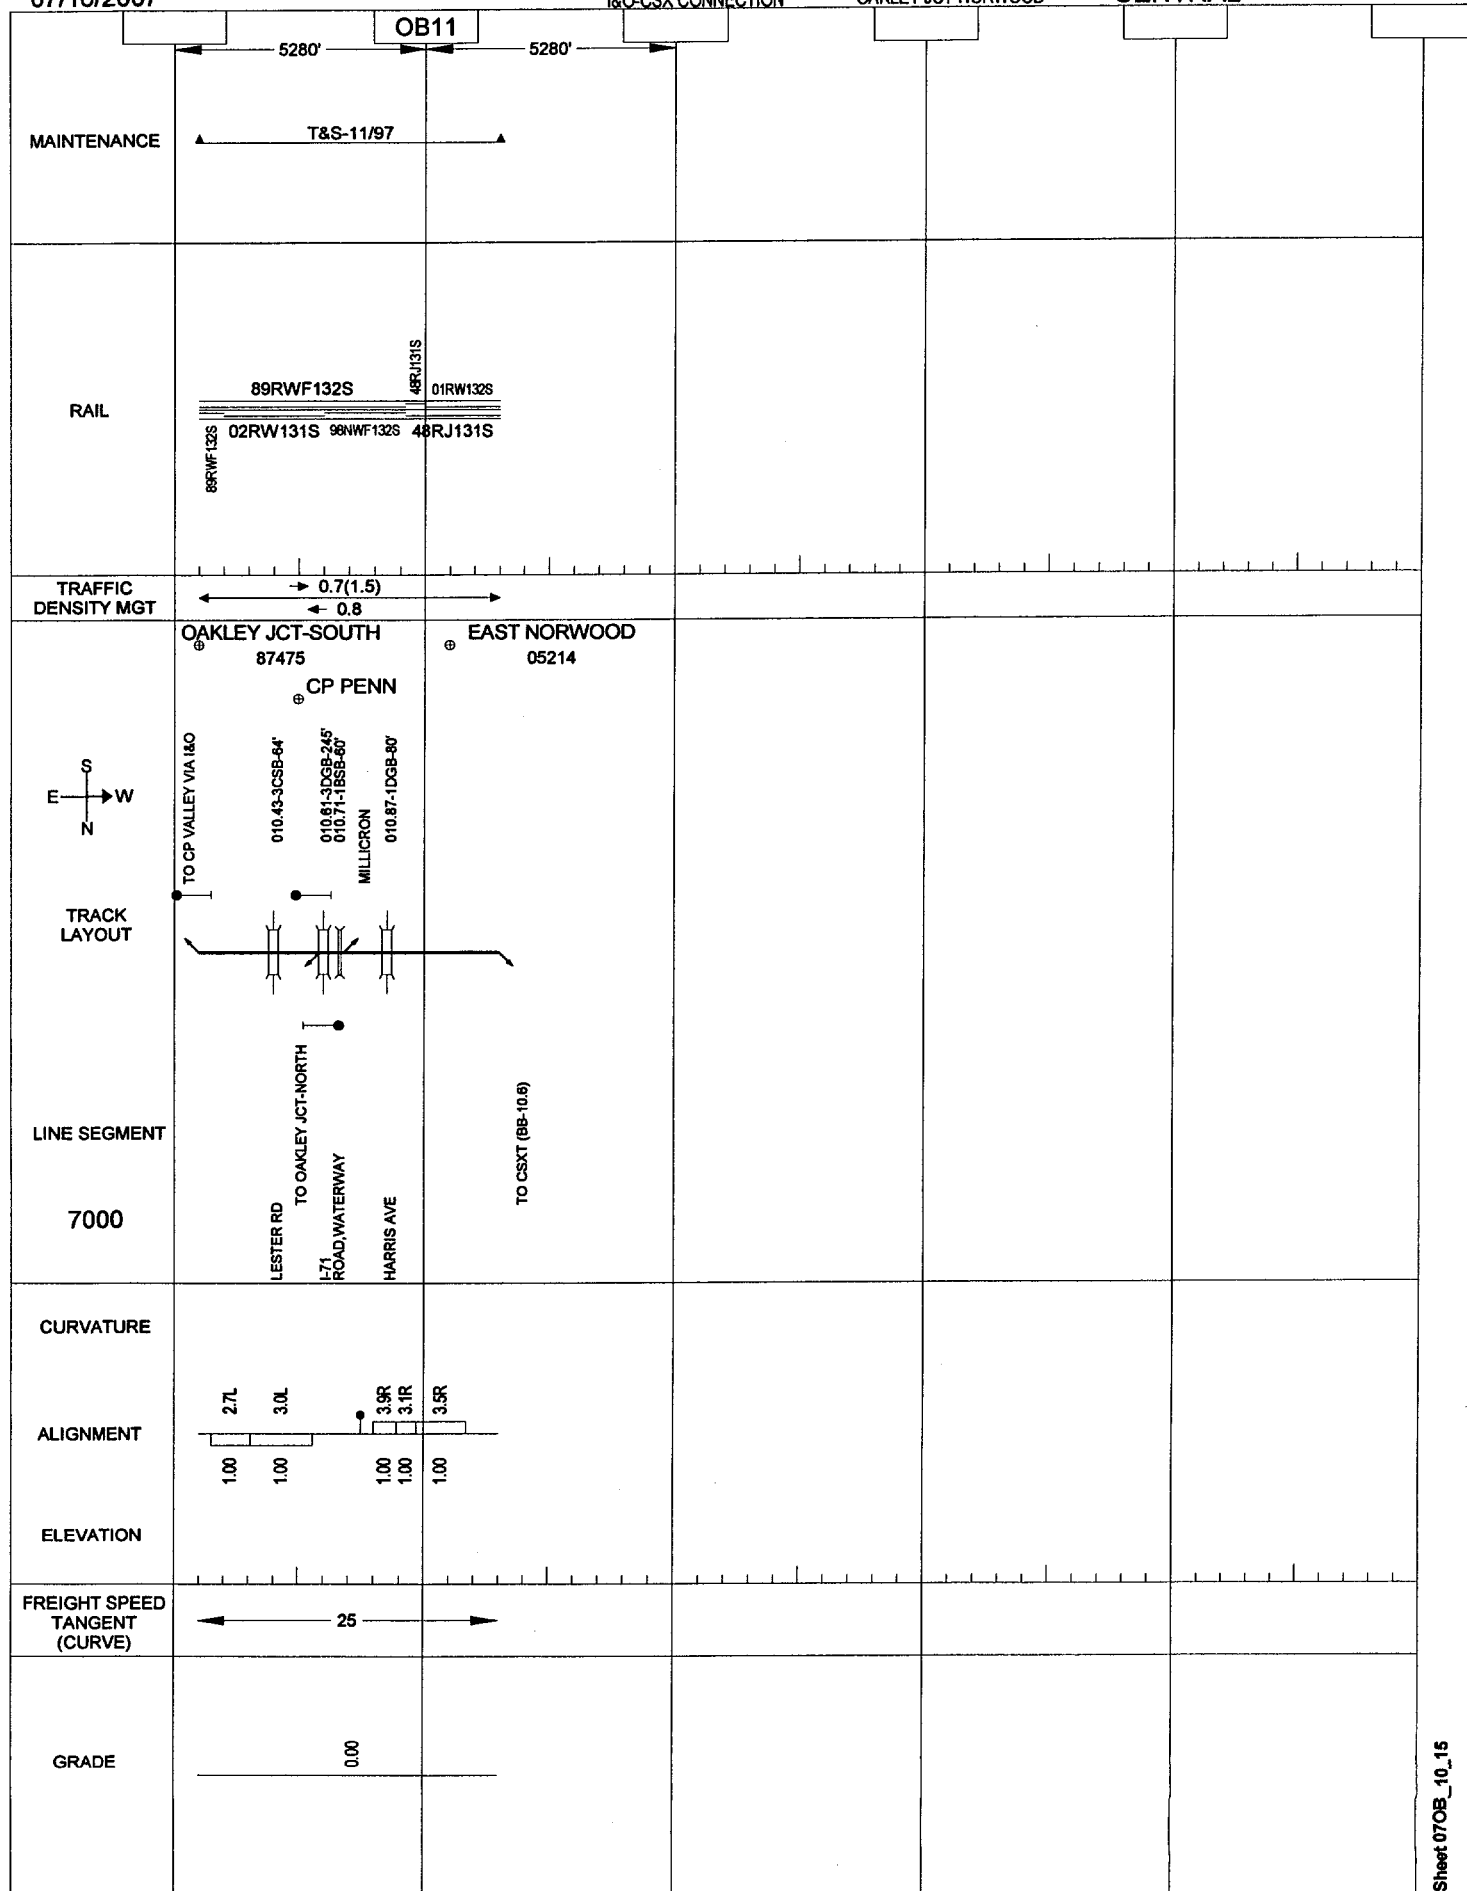 OB11
5280'
5280'
MAINTENANCE
T&S-11/97
RAIL
89RWF132S
48RJ131S
01RW132S
89RWF132S
02RW131S
98NWF132S
48RJ131S
TRAFFIC
DENSITY MGT
0.7(1.5)
0.8
OAKLEY JCT-SOUTH
87475
EAST NORWOOD
05214
CP PENN
S
E
W
N
TO CP VALLEY VIA I&O
010.43-3CSB-64'
010.61-3DGB-245'
010.71-1BSB-60'
MILLICRON
010.87-1DGB-80'
TRACK
LAYOUT
LINE SEGMENT
7000
LESTER RD
TO OAKLEY JCT-NORTH
I-71
ROAD,WATERWAY
HARRIS AVE
TO CSXT (BB-10.6)
CURVATURE
2.7L
3.0L
3.9R
3.1R
3.5R
ALIGNMENT
1.00
1.00
1.00
1.00
1.00
ELEVATION
FREIGHT SPEED
TANGENT
(CURVE)
25
GRADE
0.00
Sheet 07OB_10_15